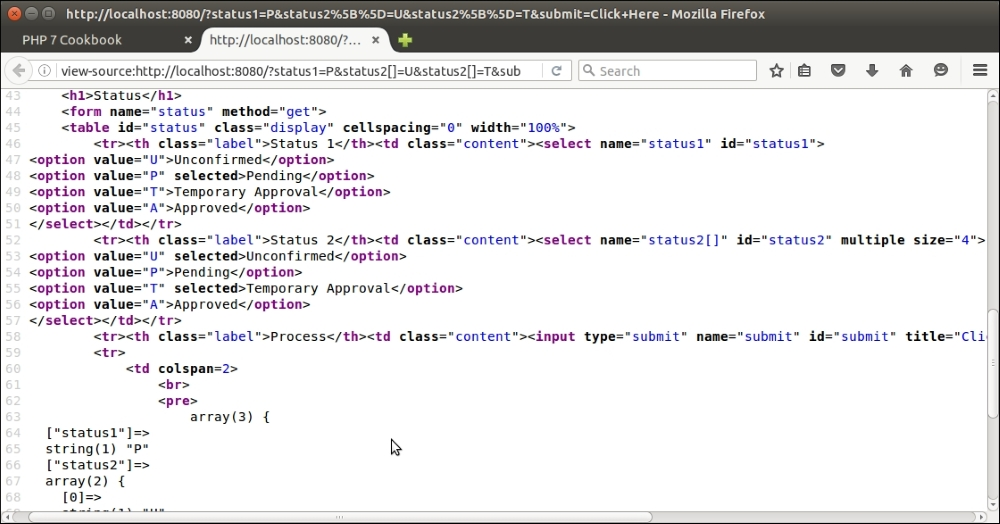 http://localhost:8080/?status1=P&status2%5B%5D=U&status2%5B%5D=T&submit=Click+Here - Mozilla Firefox
PHP 7 Cookbook
http://localhost:8080/?...
view-source:http://localhost:8080/?status1=P&status2[]=U&status2[]=T&sub
Search
43 <h1>Status</h1>
44 <form name="status" method="get">
45 <table id="status" class="display" cellspacing="0" width="100%">
46 <tr><th class="label">Status 1</th><td class="content"><select name="status1" id="status1">
47 <option value="U">Unconfirmed</option>
48 <option value="P" selected>Pending</option>
49 <option value="T">Temporary Approval</option>
50 <option value="A">Approved</option>
51 </select></td></tr>
52 <tr><th class="label">Status 2</th><td class="content"><select name="status2[]" id="status2" multiple size="4">
53 <option value="U" selected>Unconfirmed</option>
54 <option value="P">Pending</option>
55 <option value="T" selected>Temporary Approval</option>
56 <option value="A">Approved</option>
57 </select></td></tr>
58 <tr><th class="label">Process</th><td class="content"><input type="submit" name="submit" id="submit" title="Clic
59 <tr>
60 <td colspan=2>
61 <br>
62 <pre>
63 array(3) {
64 ["status1"]=>
65 string(1) "P"
66 ["status2"]=>
67 array(2) {
68 [0]=>
string(1) "U"